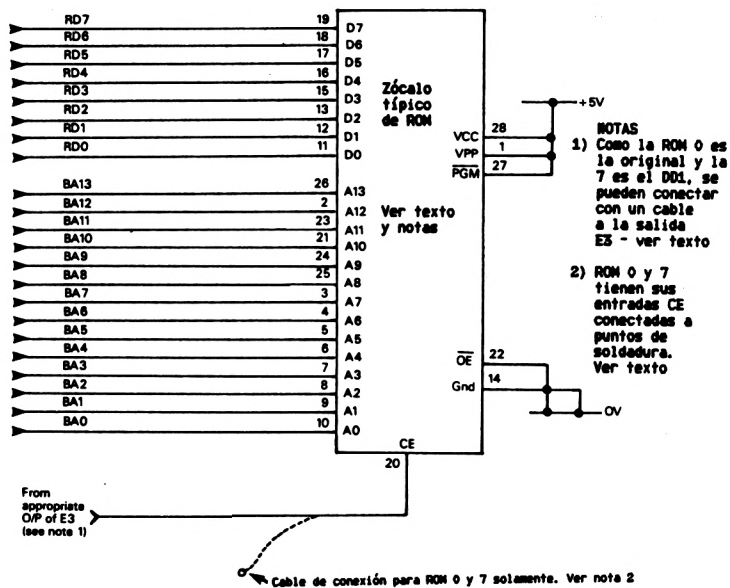 RD7 19 D7
RD6 18 D6
RD5 17 D5
RD4 16 D4
RD3 15 D3
RD2 13 D2
RD1 12 D1
RD0 11 D0
Zócalo
típico
de ROM
BA13 26 A13
BA12 2 A12
BA11 23 A11
BA10 21 A10
BA9 24 A9
BA8 25 A8
BA7 3 A7
BA6 4 A6
BA5 5 A5
BA4 6 A4
BA3 7 A3
BA2 8 A2
BA1 9 A1
BA0 10 A0
Ver texto
y notas
VCC 28
VPP 1
PGM 27
+5V
OE 22
Gnd 14
0V
CE
20
NOTAS
1) Como la ROM 0 es
la original y la
7 es el DD1, se
pueden conectar
con un cable
a la salida
E3 - ver texto
2) ROM 0 y 7
tienen sus
entradas CE
conectadas a
puntos de
soldadura.
Ver texto
From
appropriate
O/P of E3
(see note 1)
Cable de conexión para ROM 0 y 7 solamente. Ver nota 2